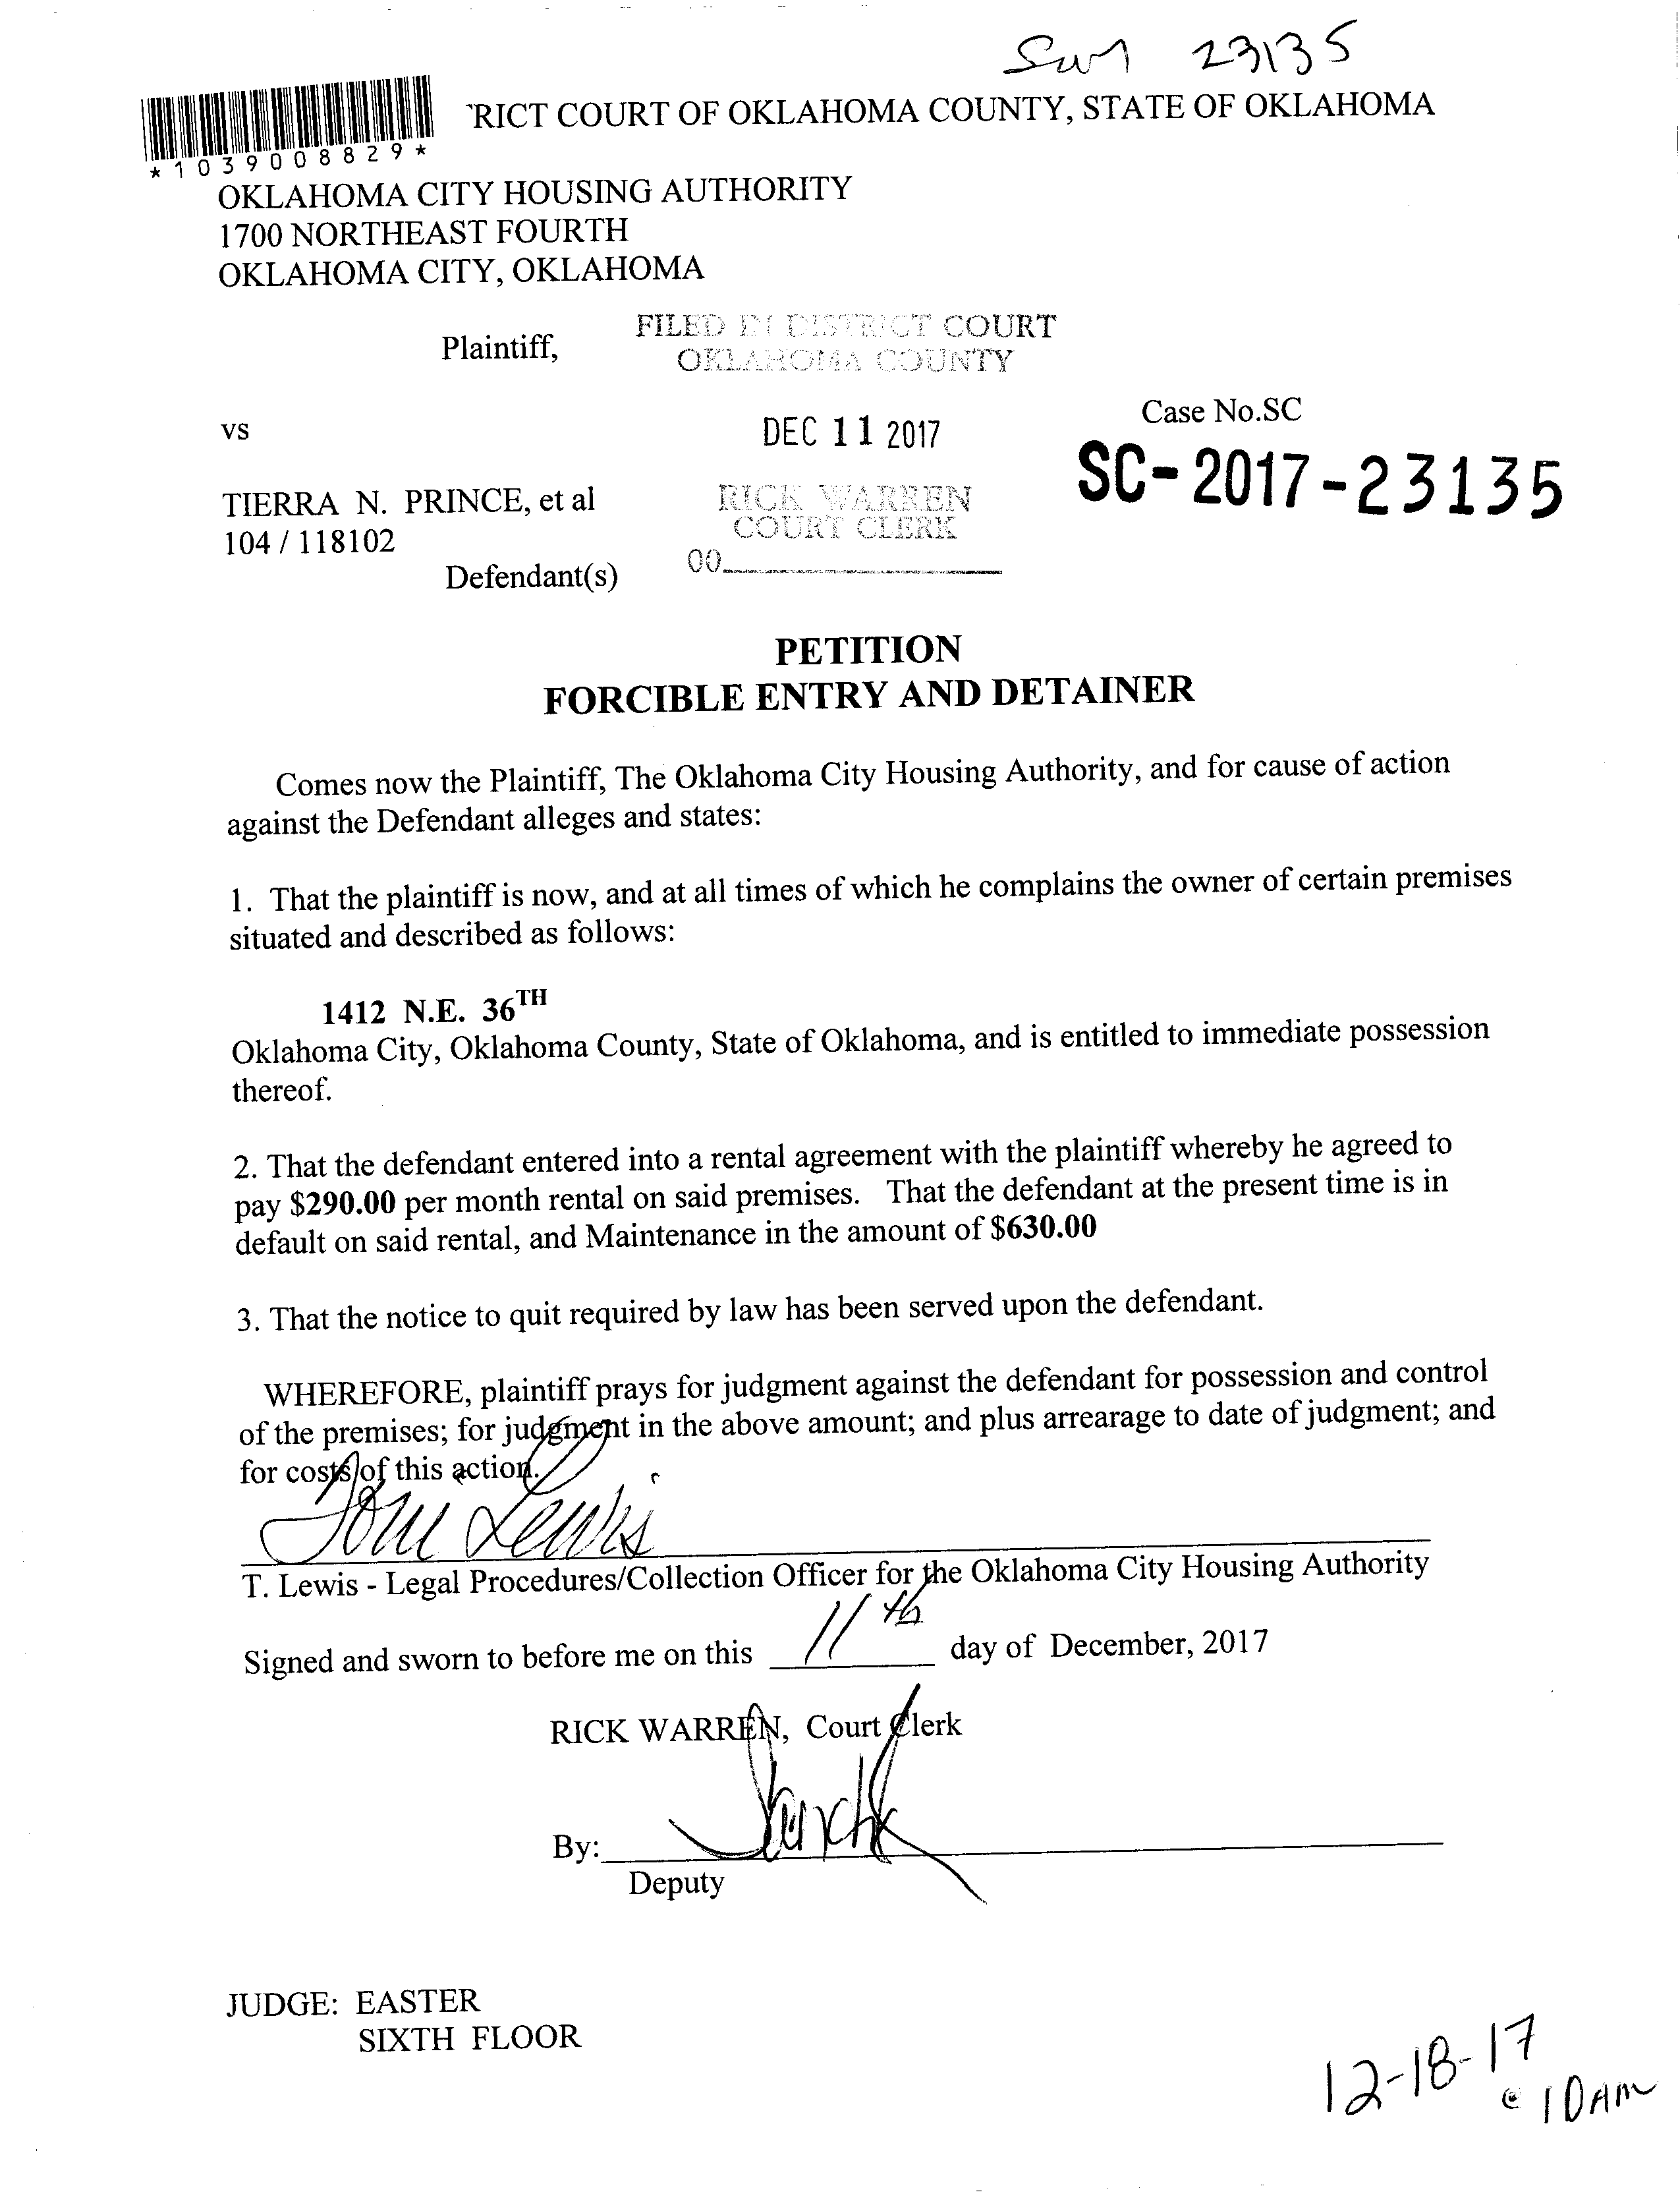 23135
*1039008829*
RICT COURT OF OKLAHOMA COUNTY, STATE OF OKLAHOMA
OKLAHOMA CITY HOUSING AUTHORITY
1700 NORTHEAST FOURTH
OKLAHOMA CITY, OKLAHOMA
Plaintiff,
FILED IN DISTRICT COURT
OKLAHOMA COUNTY
vs
DEC 11 2017
Case No.SC
SC-2017-23135
TIERRA N. PRINCE, et al
104 / 118102
Defendant(s)
RICK WARREN
COURT CLERK
00
PETITION
FORCIBLE ENTRY AND DETAINER
Comes now the Plaintiff, The Oklahoma City Housing Authority, and for cause of action
against the Defendant alleges and states:
1. That the plaintiff is now, and at all times of which he complains the owner of certain premises
situated and described as follows:
1412 N.E. 36TH
Oklahoma City, Oklahoma County, State of Oklahoma, and is entitled to immediate possession
thereof.
2. That the defendant entered into a rental agreement with the plaintiff whereby he agreed to
pay $290.00 per month rental on said premises. That the defendant at the present time is in
default on said rental, and Maintenance in the amount of $630.00
3. That the notice to quit required by law has been served upon the defendant.
WHEREFORE, plaintiff prays for judgment against the defendant for possession and control
of the premises; for judgment in the above amount; and plus arrearage to date of judgment; and
for costs of this action.
Tom Lewis
T. Lewis - Legal Procedures/Collection Officer for the Oklahoma City Housing Authority
Signed and sworn to before me on this 11th day of December, 2017
RICK WARREN, Court Clerk
By:
Deputy
JUDGE: EASTER
SIXTH FLOOR
12-18-17
@ 10AM